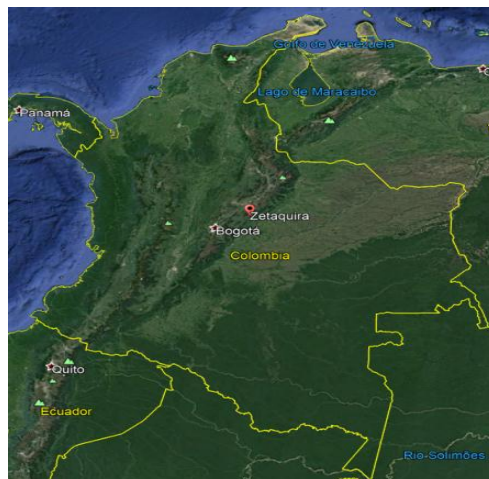 Golfo de Venezuela
Lago de Maracaibo
Panamá
Zetaquira
Bogotá
Colombia
Quito
Ecuador
Rio Solimões